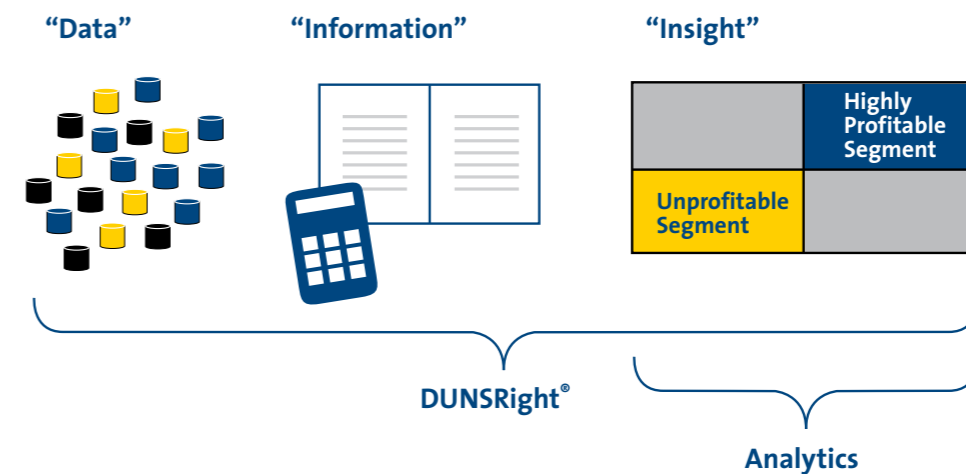 “Data”
“Information”
“Insight”
Highly
Profitable
Segment
Unprofitable
Segment
DUNSRight®
Analytics